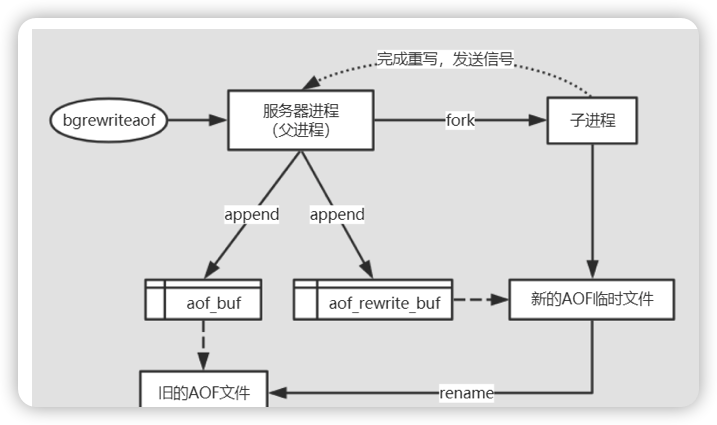 完成重写，发送信号
bgrewriteaof
服务器进程
（父进程）
fork
子进程
append
append
aof_buf
aof_rewrite_buf
新的AOF临时文件
旧的AOF文件
rename